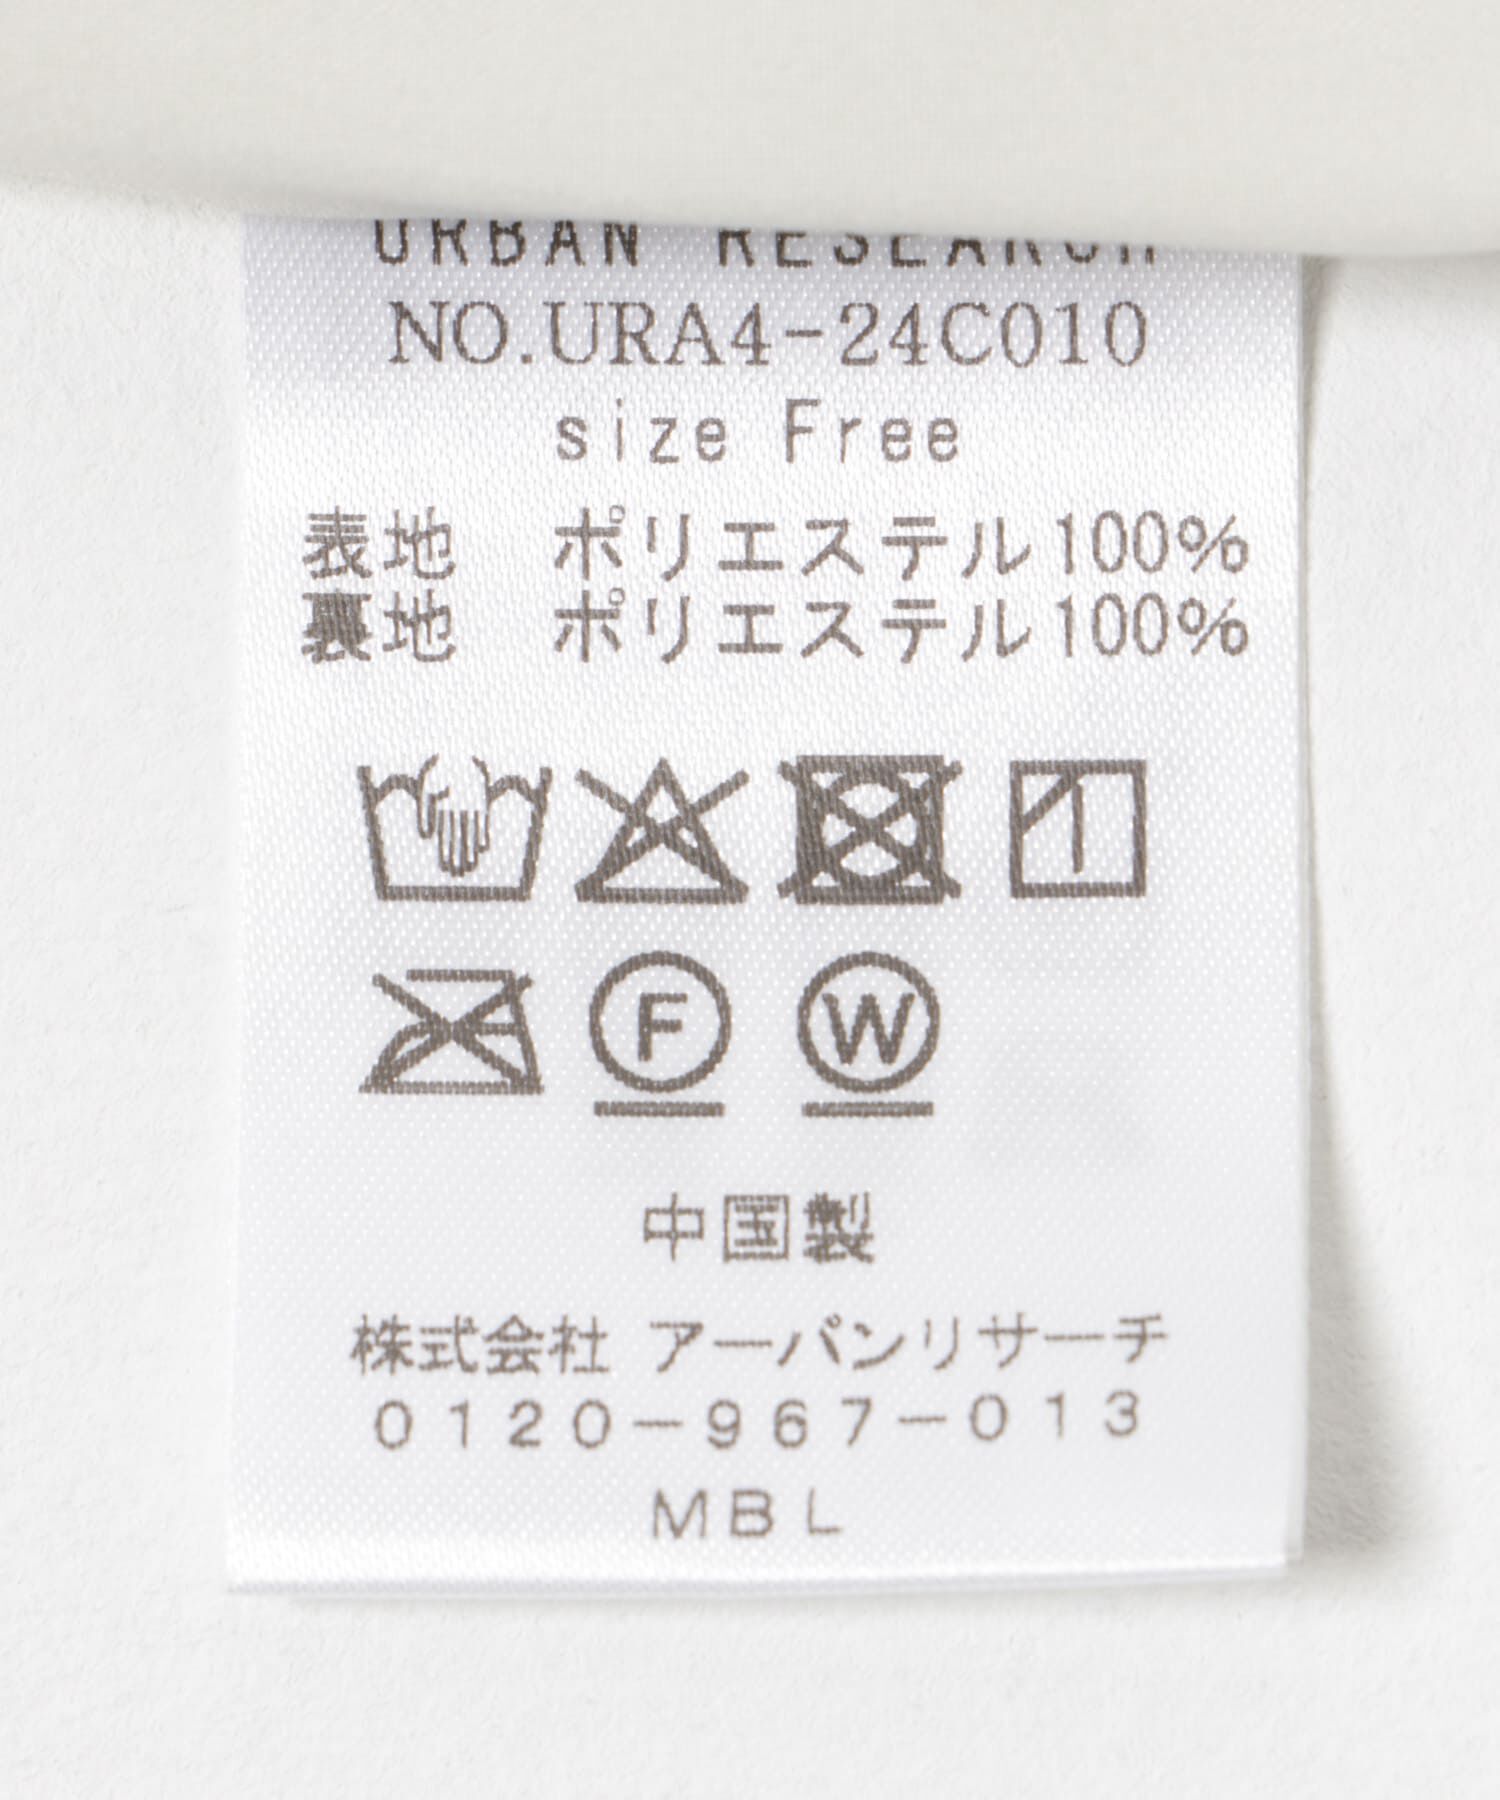 URBAN RESEARCH
NO.URA4-24C010
size Free
表地 ポリエステル100%
裏地 ポリエステル100%
F W
中国製
株式会社 アーバンリサーチ
0120-967-013
MBL